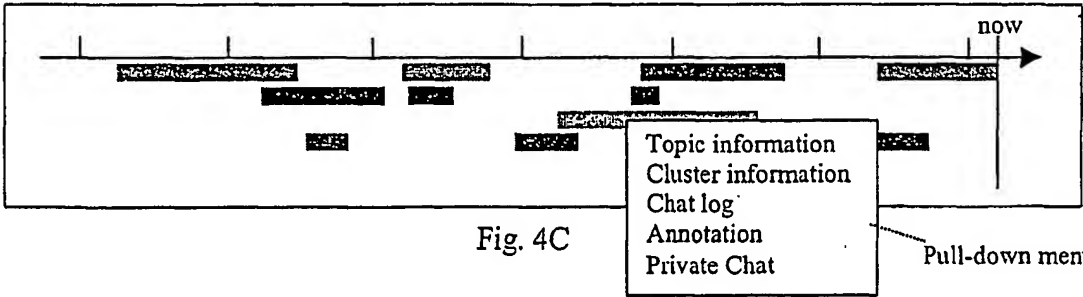 now
Topic information
Cluster information
Chat log
Annotation
Private Chat
Pull-down men
Fig. 4C